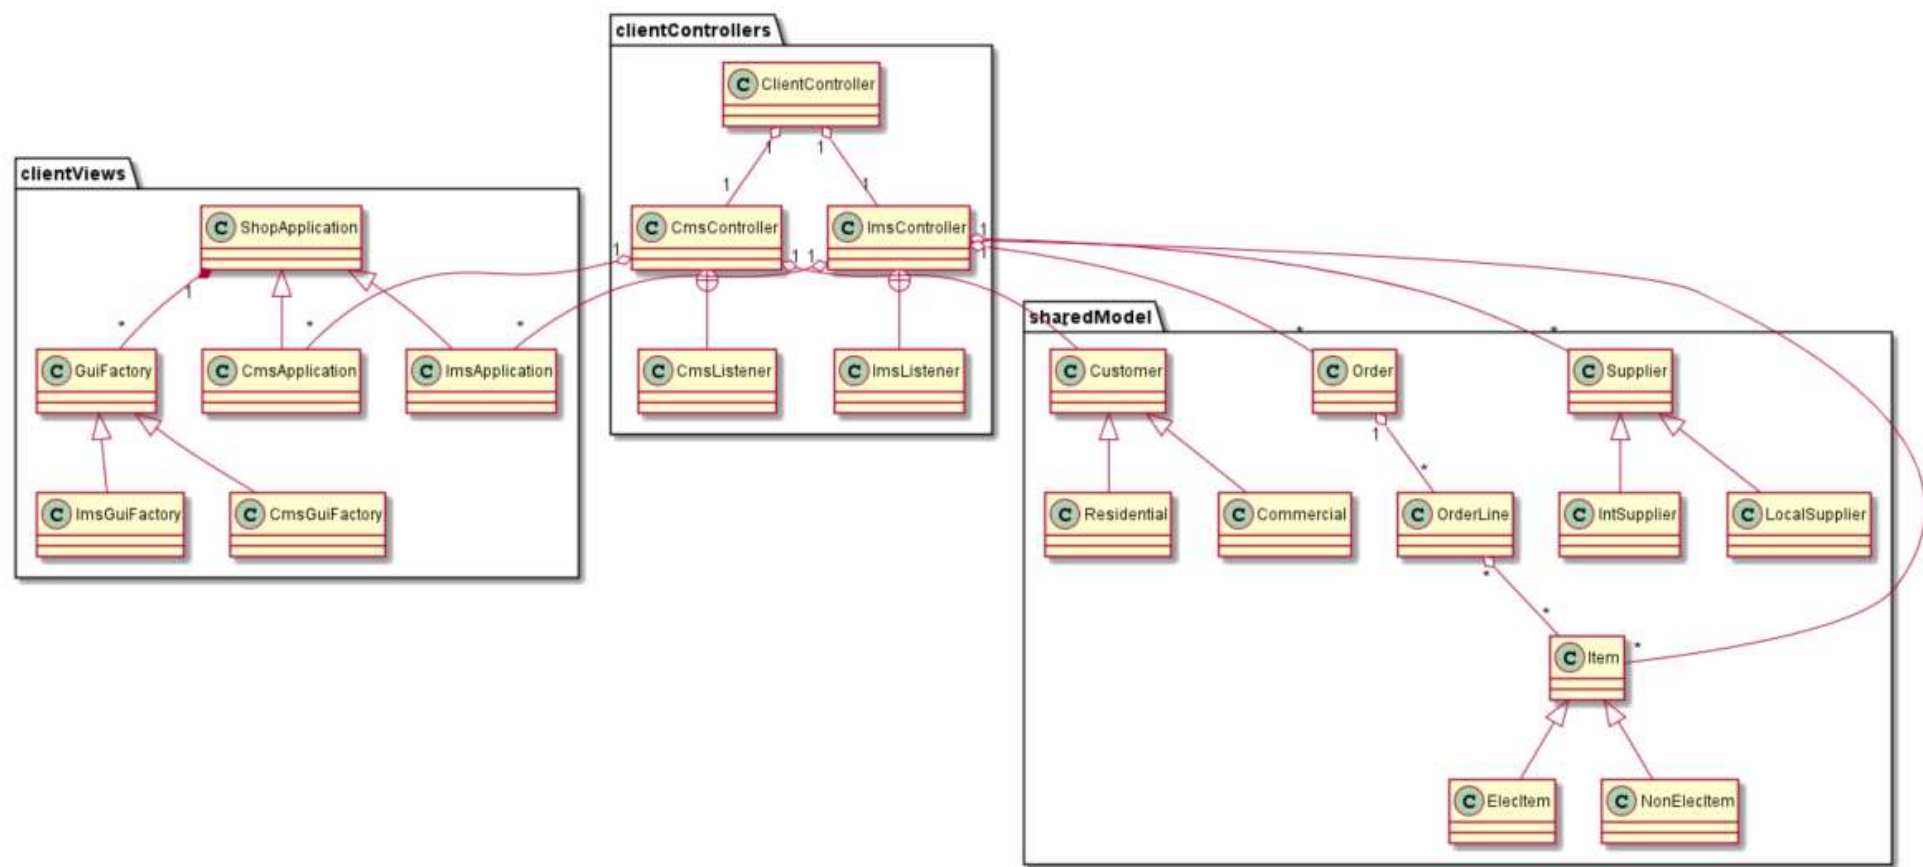 clientControllers
C ClientController
1 1
1 1
clientViews
C ShopApplication
C CmsController
C ImsController
1
1
1
1
1
1
1
*
*
*
sharedModel
*
*
*
C GuiFactory
C CmsApplication
C ImsApplication
C CmsListener
C ImsListener
C Customer
C Order
C Supplier
1
*
C ImsGuiFactory
C CmsGuiFactory
C Residential
C Commercial
C OrderLine
C IntSupplier
C LocalSupplier
*
*
*
C Item
C ElecItem
C NonElecItem